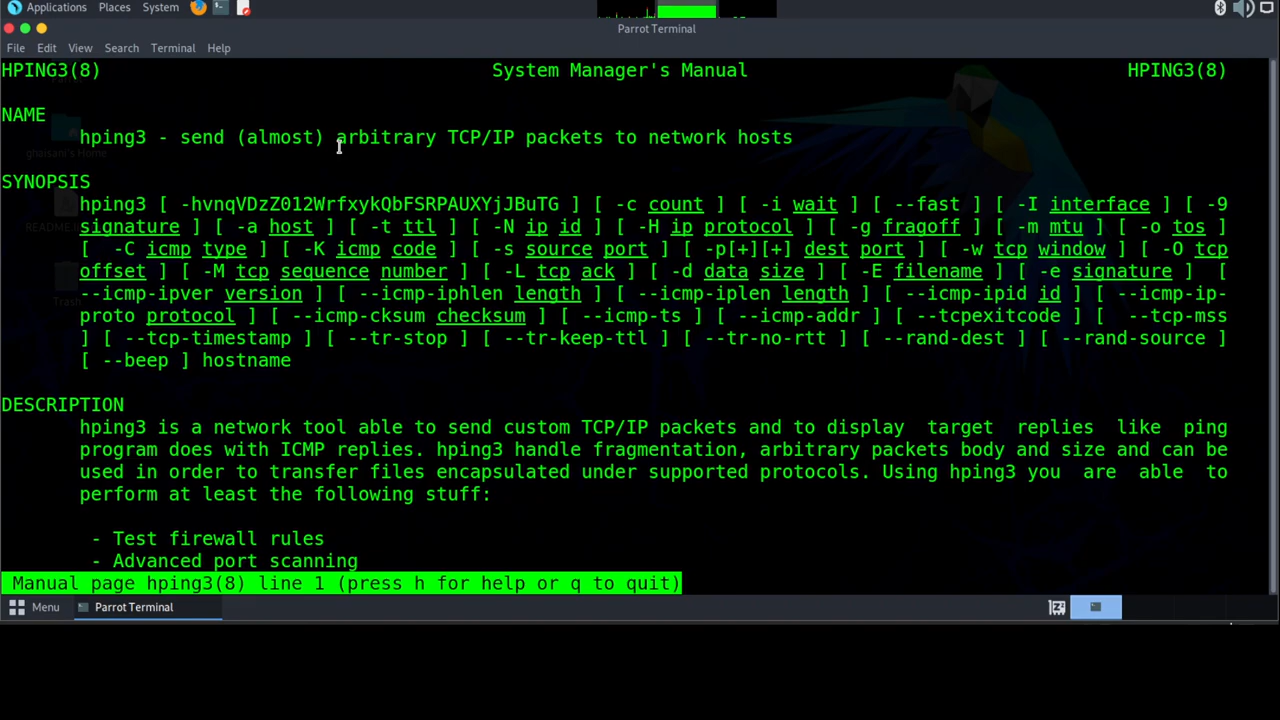 Applications Places System
Parrot Terminal
File Edit View Search Terminal Help
HPING3(8) System Manager's Manual HPING3(8)
NAME
hping3 - send (almost) arbitrary TCP/IP packets to network hosts
ghaisani's Home
SYNOPSIS
hping3 [ -hvnqVDzZ012WrfxykQbFSRPAUXYjJBuTG ] [ -c count ] [ -i wait ] [ --fast ] [ -I interface ] [ -9
signature ] [ -a host ] [ -t ttl ] [ -N ip id ] [ -H ip protocol ] [ -g fragoff ] [ -m mtu ] [ -o tos ]
[ -C icmp type ] [ -K icmp code ] [ -s source port ] [ -p[+][+] dest port ] [ -w tcp window ] [ -O tcp
offset ] [ -M tcp sequence number ] [ -L tcp ack ] [ -d data size ] [ -E filename ] [ -e signature ] [
--icmp-ipver version ] [ --icmp-iphlen length ] [ --icmp-iplen length ] [ --icmp-ipid id ] [ --icmp-ip-
proto protocol ] [ --icmp-cksum checksum ] [ --icmp-ts ] [ --icmp-addr ] [ --tcpexitcode ] [ --tcp-mss
] [ --tcp-timestamp ] [ --tr-stop ] [ --tr-keep-ttl ] [ --tr-no-rtt ] [ --rand-dest ] [ --rand-source ]
[ --beep ] hostname
DESCRIPTION
hping3 is a network tool able to send custom TCP/IP packets and to display target replies like ping
program does with ICMP replies. hping3 handle fragmentation, arbitrary packets body and size and can be
used in order to transfer files encapsulated under supported protocols. Using hping3 you are able to
perform at least the following stuff:
- Test firewall rules
- Advanced port scanning
Manual page hping3(8) line 1 (press h for help or q to quit)
Menu Parrot Terminal